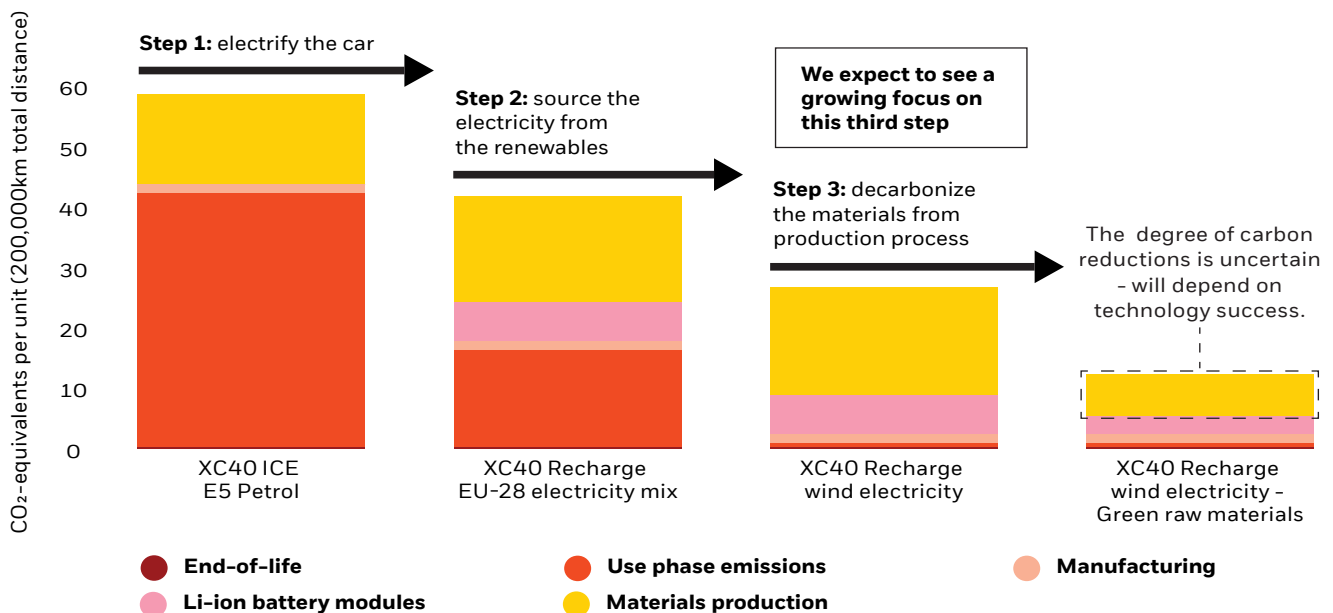 CO₂-equivalents per unit (200,000km total distance)
60
50
40
30
20
10
0
Step 1: electrify the car
Step 2: source the
electricity from
the renewables
We expect to see a
growing focus on
this third step
Step 3: decarbonize
the materials from
production process
The degree of carbon
reductions is uncertain
- will depend on
technology success.
XC40 ICE
E5 Petrol
XC40 Recharge
EU-28 electricity mix
XC40 Recharge
wind electricity
XC40 Recharge
wind electricity -
Green raw materials
End-of-life
Use phase emissions
Manufacturing
Li-ion battery modules
Materials production